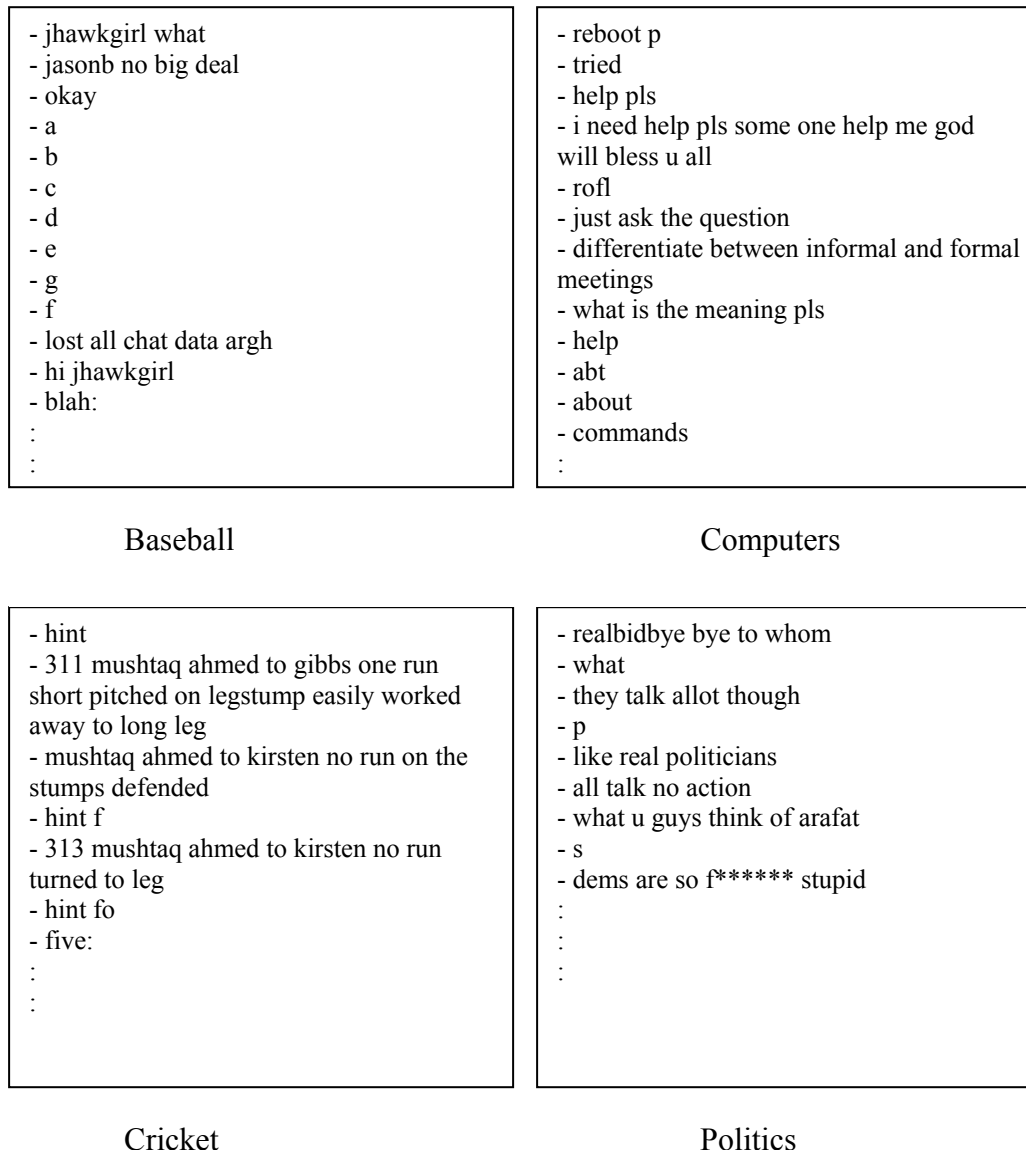 - jhawkgirl what
- jasonb no big deal
- okay
- a
- b
- c
- d
- e
- g
- f
- lost all chat data argh
- hi jhawkgirl
- blah:
:
:
Baseball
- reboot p
- tried
- help pls
- i need help pls some one help me god
will bless u all
- rofl
- just ask the question
- differentiate between informal and formal
meetings
- what is the meaning pls
- help
- abt
- about
- commands
:
Computers
- hint
- 311 mushtaq ahmed to gibbs one run
short pitched on legstump easily worked
away to long leg
- mushtaq ahmed to kirsten no run on the
stumps defended
- hint f
- 313 mushtaq ahmed to kirsten no run
turned to leg
- hint fo
- five:
:
:
Cricket
- realbidbye bye to whom
- what
- they talk allot though
- p
- like real politicians
- all talk no action
- what u guys think of arafat
- s
- dems are so f****** stupid
:
:
:
Politics